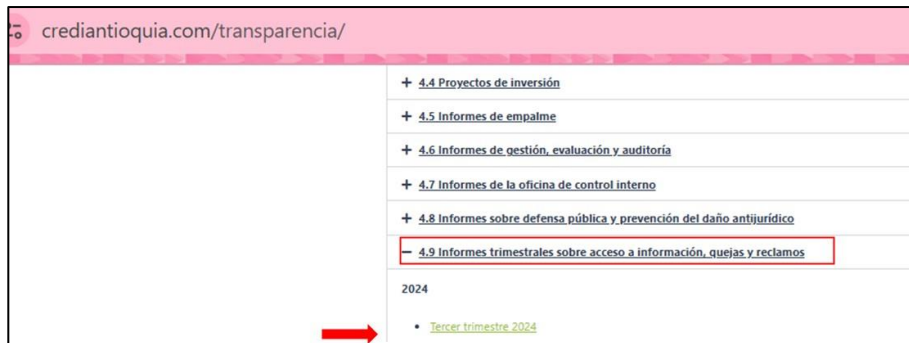 crediantioquia.com/transparencia/
+ 4.4 Proyectos de inversión
+ 4.5 Informes de empalme
+ 4.6 Informes de gestión, evaluación y auditoría
+ 4.7 Informes de la oficina de control interno
+ 4.8 Informes sobre defensa pública y prevención del daño antijurídico
− 4.9 Informes trimestrales sobre acceso a información, quejas y reclamos
2024
• Tercer trimestre 2024